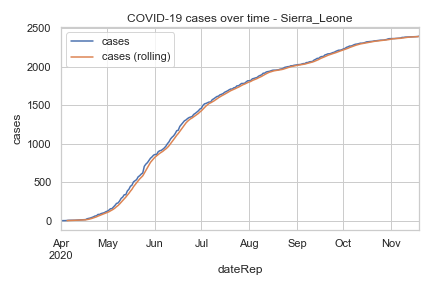 COVID-19 cases over time - Sierra_Leone
cases
cases (rolling)
2500
2000
1500
1000
500
0
cases
Apr May Jun Jul Aug Sep Oct Nov
2020
dateRep